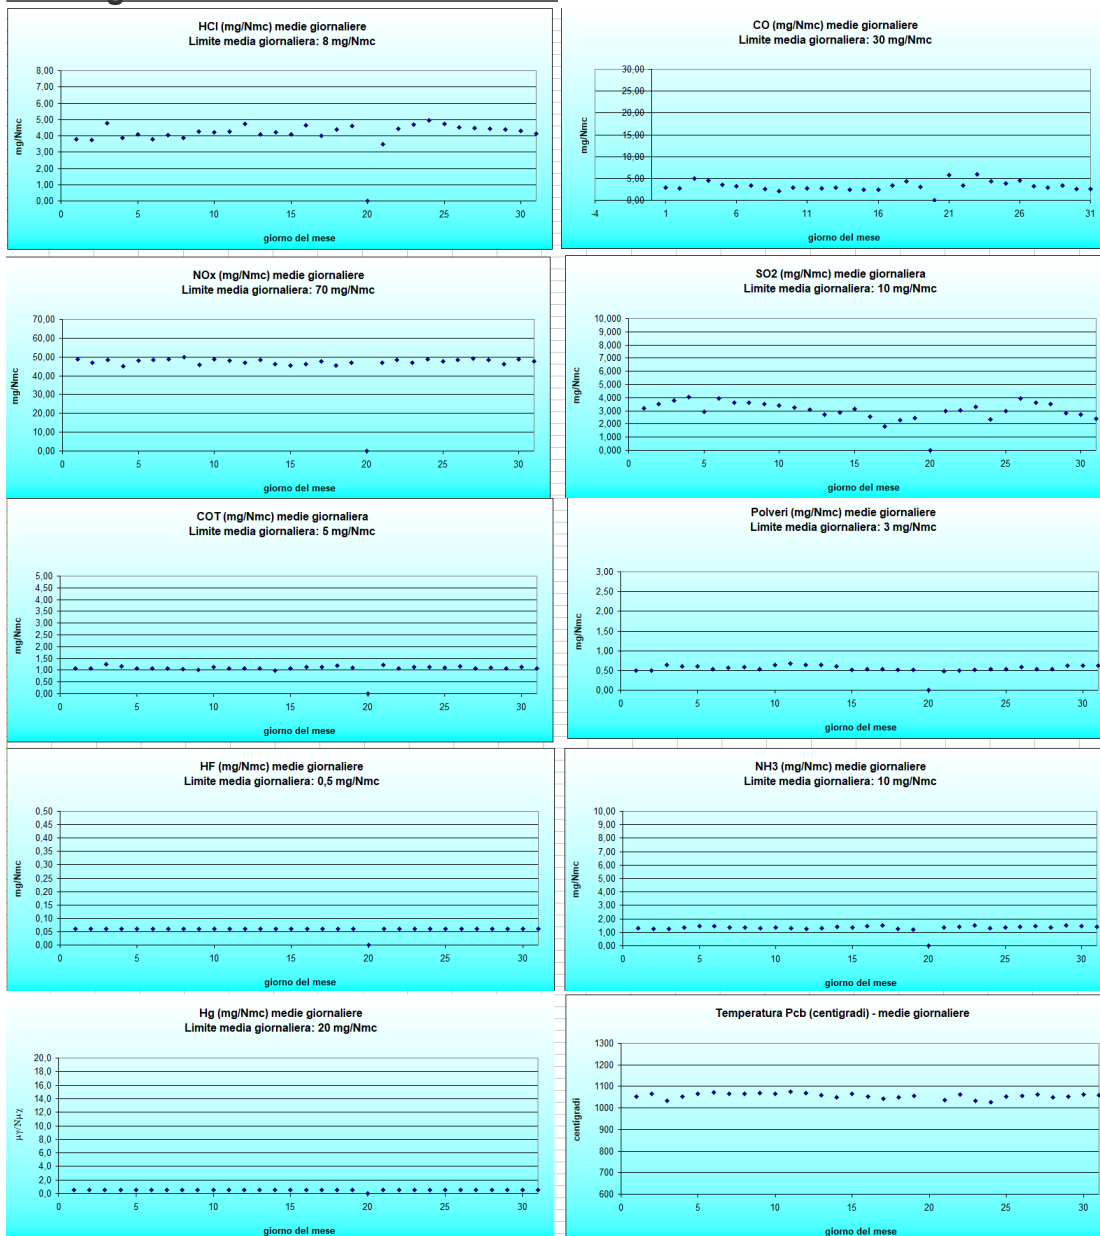 HCl (mg/Nmc) medie giornaliere
Limite media giornaliera: 8 mg/Nmc
8,00
7,00
6,00
5,00
4,00
3,00
2,00
1,00
0,00
mg/Nmc
0 5 10 15 20 25 30
giorno del mese
CO (mg/Nmc) medie giornaliere
Limite media giornaliera: 30 mg/Nmc
30,00
25,00
20,00
15,00
10,00
5,00
0,00
mg/Nmc
-4 1 6 11 16 21 26 31
giorno del mese
NOx (mg/Nmc) medie giornaliere
Limite media giornaliera: 70 mg/Nmc
70,00
60,00
50,00
40,00
30,00
20,00
10,00
0,00
mg/Nmc
0 5 10 15 20 25 30
giorno del mese
SO2 (mg/Nmc) medie giornaliera
Limite media giornaliera: 10 mg/Nmc
10,000
9,000
8,000
7,000
6,000
5,000
4,000
3,000
2,000
1,000
0,000
mg/Nmc
0 5 10 15 20 25 30
giorno del mese
COT (mg/Nmc) medie giornaliera
Limite media giornaliera: 5 mg/Nmc
5,00
4,50
4,00
3,50
3,00
2,50
2,00
1,50
1,00
0,50
0,00
mg/Nmc
0 5 10 15 20 25 30
giorno del mese
Polveri (mg/Nmc) medie giornaliere
Limite media giornaliera: 3 mg/Nmc
3,00
2,50
2,00
1,50
1,00
0,50
0,00
mg/Nmc
0 5 10 15 20 25 30
giorno del mese
HF (mg/Nmc) medie giornaliere
Limite media giornaliera: 0,5 mg/Nmc
0,50
0,45
0,40
0,35
0,30
0,25
0,20
0,15
0,10
0,05
0,00
mg/Nmc
0 5 10 15 20 25 30
giorno del mese
NH3 (mg/Nmc) medie giornaliere
Limite media giornaliera: 10 mg/Nmc
10,00
9,00
8,00
7,00
6,00
5,00
4,00
3,00
2,00
1,00
0,00
mg/Nmc
0 5 10 15 20 25 30
giorno del mese
Hg (mg/Nmc) medie giornaliere
Limite media giornaliera: 20 mg/Nmc
20,0
18,0
16,0
14,0
12,0
10,0
8,0
6,0
4,0
2,0
0,0
μγ/Νμχ
0 5 10 15 20 25 30
giorno del mese
Temperatura Pcb (centigradi) - medie giornaliere
1300
1200
1100
1000
900
800
700
600
centigradi
0 5 10 15 20 25 30
giorno del mese